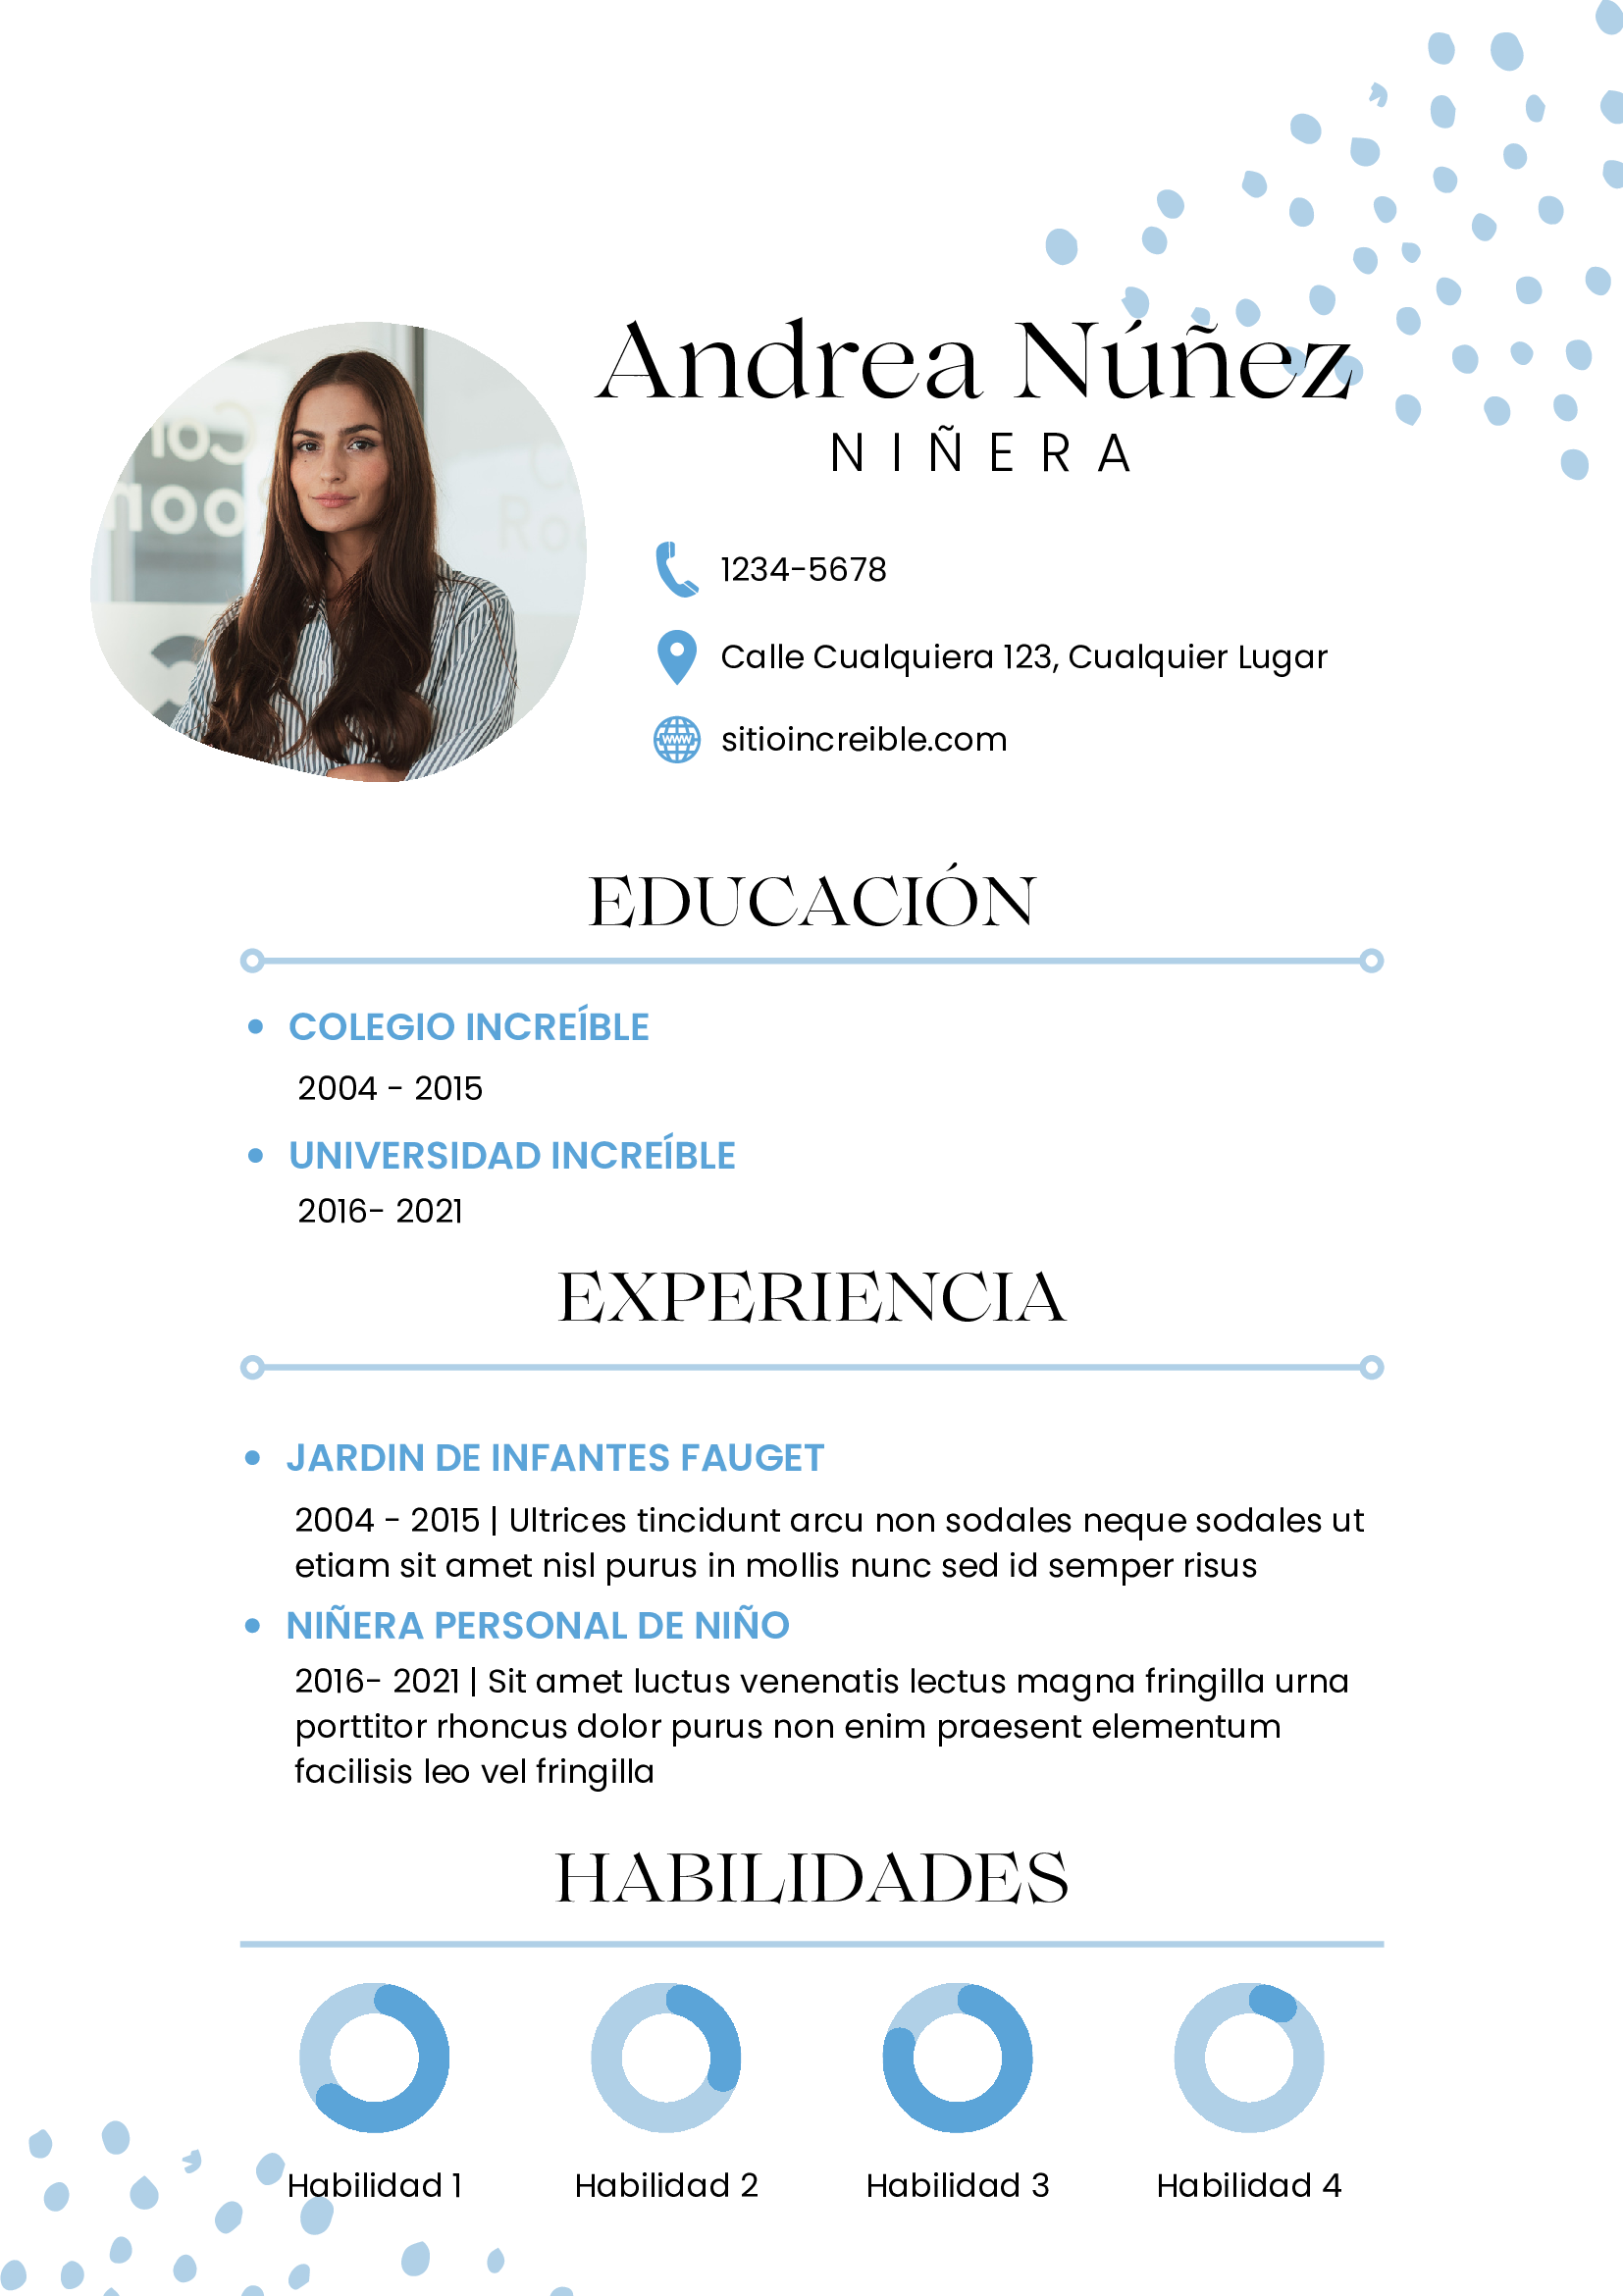 Andrea Núñez
NIÑERA
1234-5678
Calle Cualquiera 123, Cualquier Lugar
www
sitioincreible.com
EDUCACIÓN
COLEGIO INCREÍBLE
2004 - 2015
UNIVERSIDAD INCREÍBLE
2016- 2021
EXPERIENCIA
JARDIN DE INFANTES FAUGET
2004 - 2015 | Ultrices tincidunt arcu non sodales neque sodales ut
etiam sit amet nisl purus in mollis nunc sed id semper risus
NIÑERA PERSONAL DE NIÑO
2016- 2021 | Sit amet luctus venenatis lectus magna fringilla urna
porttitor rhoncus dolor purus non enim praesent elementum
facilisis leo vel fringilla
HABILIDADES
Habilidad 1 Habilidad 2 Habilidad 3 Habilidad 4